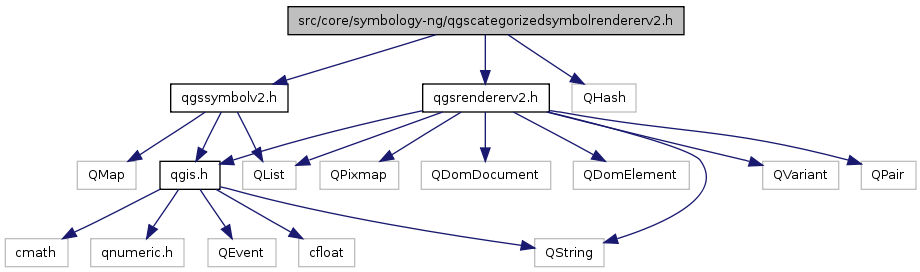 src/core/symbology-ng/qgscategorizedsymbolrendererv2.h
qgssymbolv2.h
qgsrendererv2.h
QHash
QMap
qgis.h
QList
QPixmap
QDomDocument
QDomElement
QVariant
QPair
cmath
qnumeric.h
QEvent
cfloat
QString